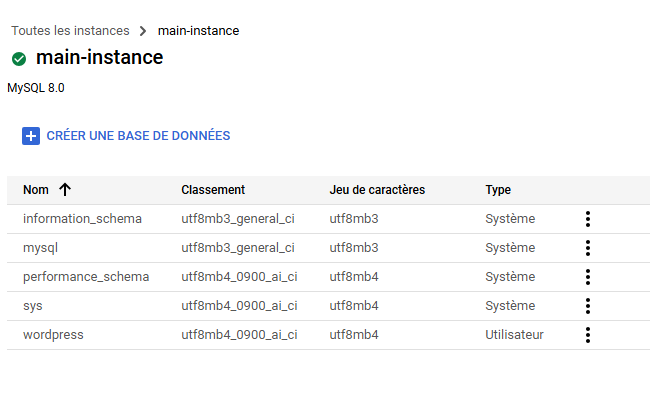 Toutes les instances > main-instance
main-instance
MySQL 8.0
CRÉER UNE BASE DE DONNÉES
Nom Classement Jeu de caractères Type
information_schema utf8mb3_general_ci utf8mb3 Système
mysql utf8mb3_general_ci utf8mb3 Système
performance_schema utf8mb4_0900_ai_ci utf8mb4 Système
sys utf8mb4_0900_ai_ci utf8mb4 Système
wordpress utf8mb4_0900_ai_ci utf8mb4 Utilisateur